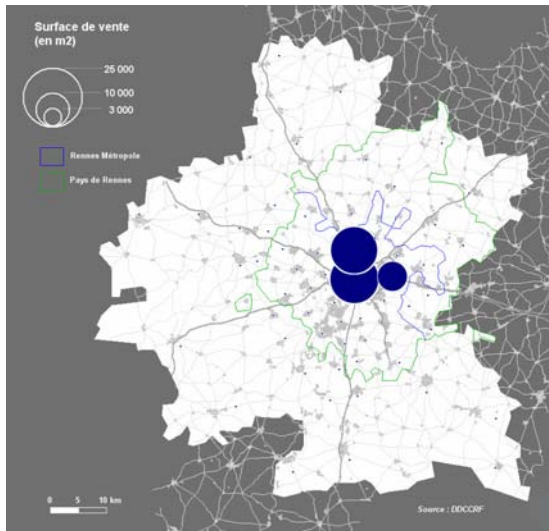 Surface de vente
(en m2)
25 000
10 000
3 000
Rennes Métropole
Pays de Rennes
0 5 10 km
Source : DDCCRF